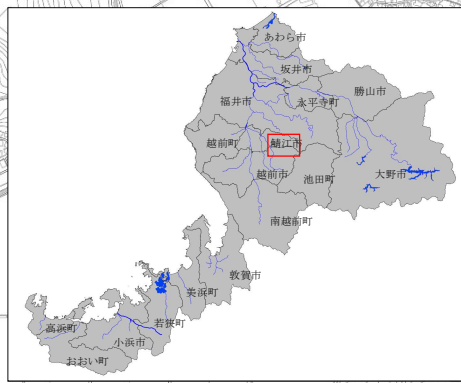 あわら市
坂井市
勝山市
永平寺町
福井市
越前町
鯖江市
越前市
池田町
大野市
南越前町
敦賀市
美浜町
若狭町
高浜町
小浜市
おおい町